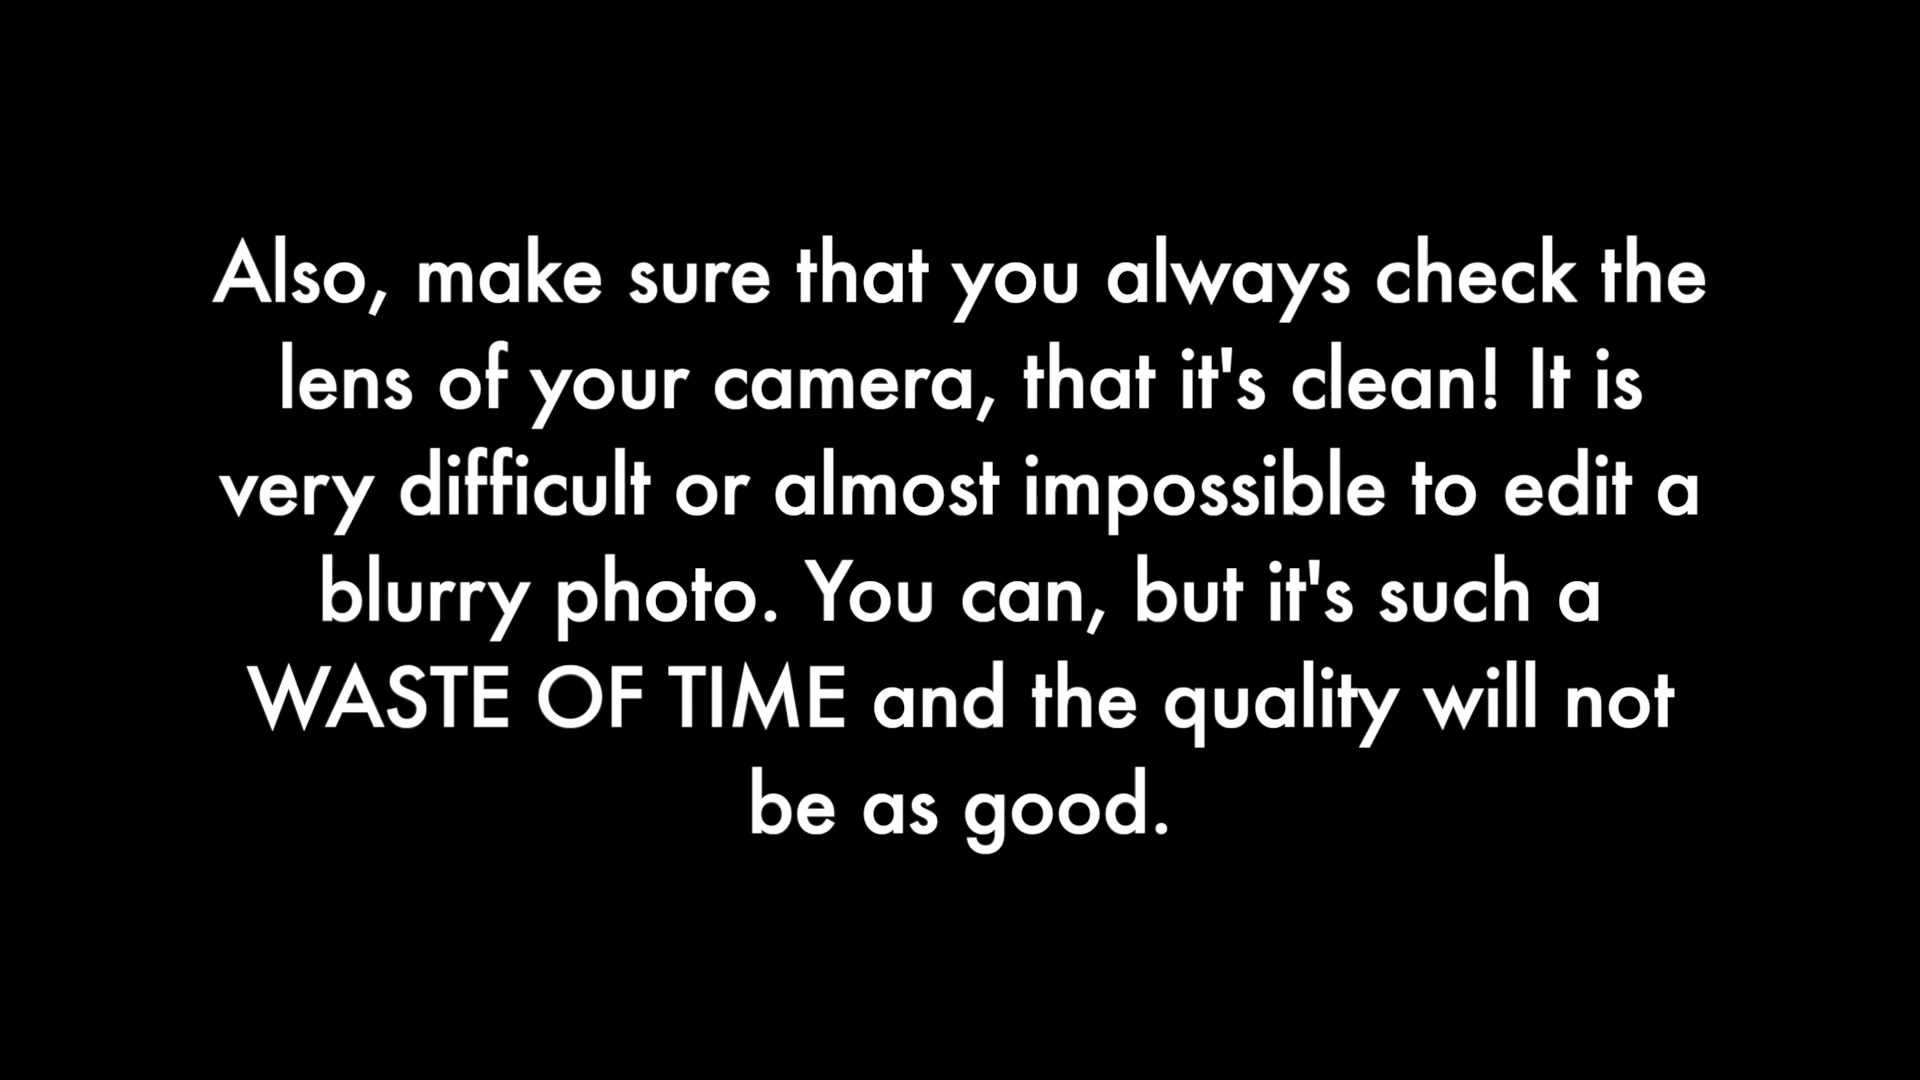 Also, make sure that you always check the
lens of your camera, that it's clean! It is
very difficult or almost impossible to edit a
blurry photo. You can, but it's such a
WASTE OF TIME and the quality will not
be as good.